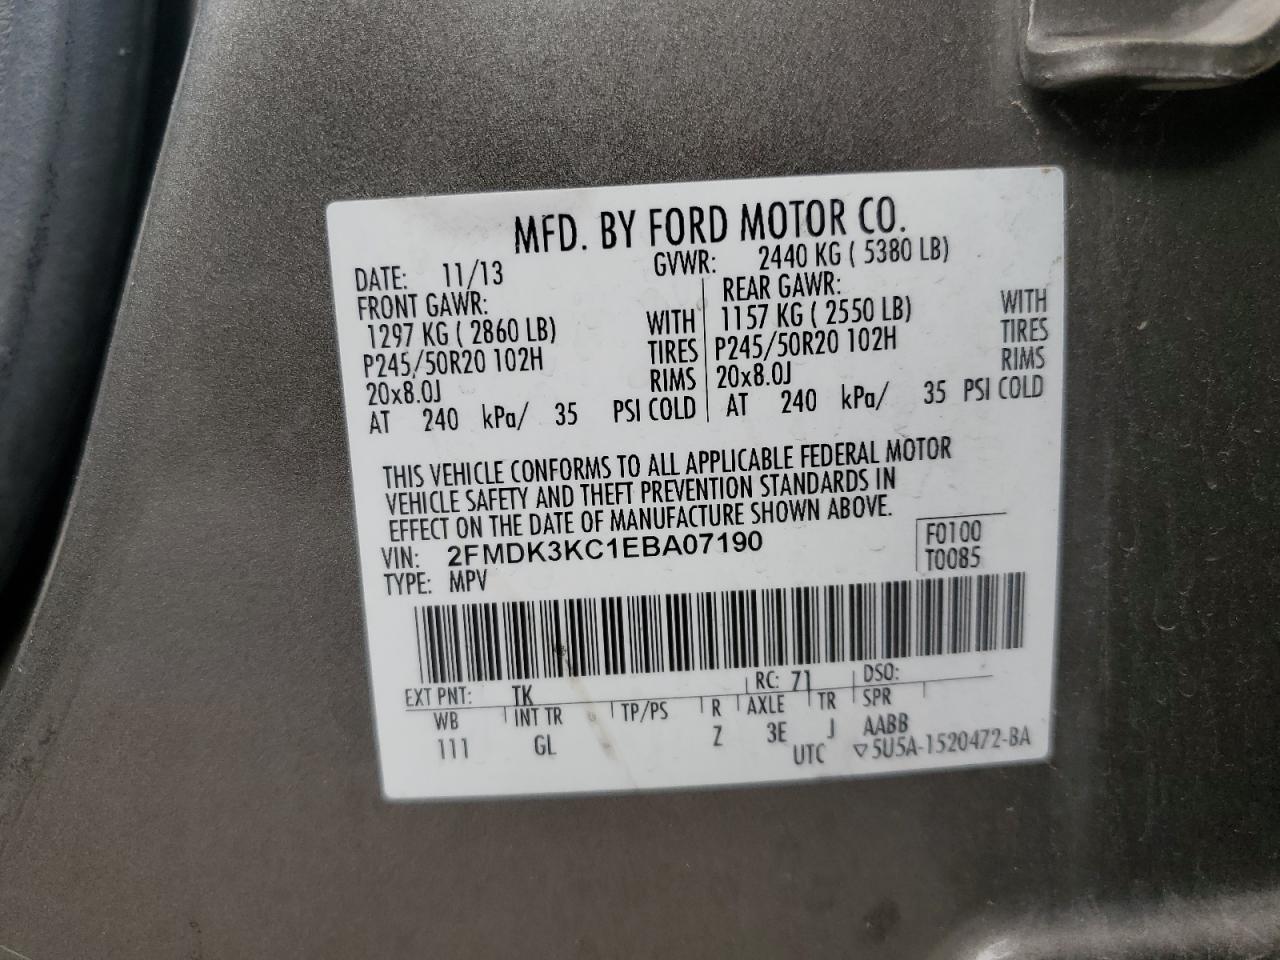 MFD. BY FORD MOTOR CO.
DATE: 11/13 GVWR: 2440 KG ( 5380 LB)
FRONT GAWR: REAR GAWR:
1297 KG ( 2860 LB) WITH 1157 KG ( 2550 LB) WITH
P245/50R20 102H TIRES P245/50R20 102H TIRES
20x8.0J RIMS 20x8.0J RIMS
AT 240 kPa/ 35 PSI COLD AT 240 kPa/ 35 PSI COLD
THIS VEHICLE CONFORMS TO ALL APPLICABLE FEDERAL MOTOR
VEHICLE SAFETY AND THEFT PREVENTION STANDARDS IN
EFFECT ON THE DATE OF MANUFACTURE SHOWN ABOVE.
VIN: 2FMDK3KC1EBA07190 F0100
TYPE: MPV T0085
EXT PNT: TK RC: 71 DSO:
WB INT TR TP/PS R AXLE TR SPR
111 GL Z 3E J AABB
UTC ▽5U5A-1520472-BA